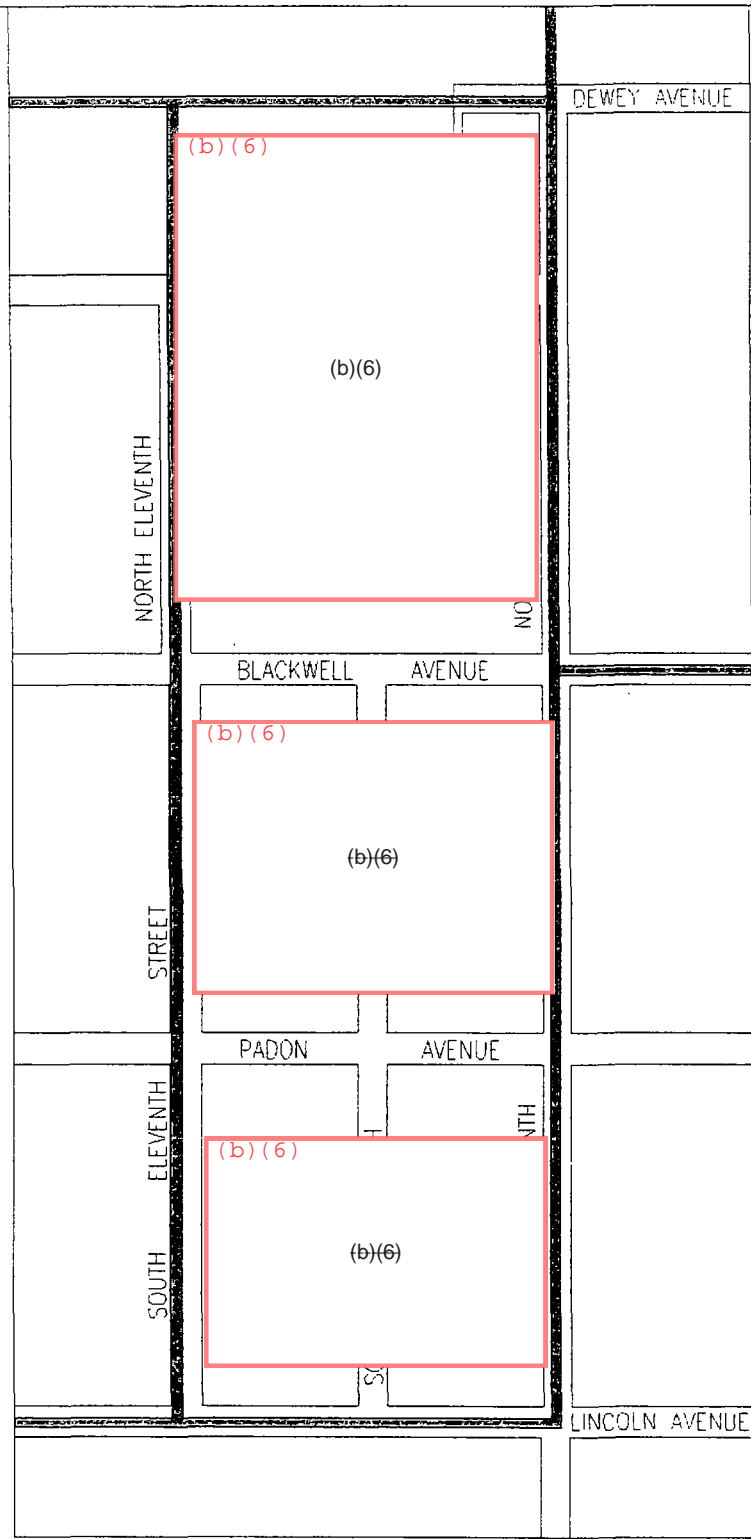 DEWEY AVENUE
(b)(6)
(b)(6)
NORTH ELEVENTH
NO
BLACKWELL AVENUE
(b)(6)
(b)(6)
STREET
PADON AVENUE
ELEVENTH
NTH
(b)(6)
H
(b)(6)
SOUTH
LINCOLN AVENUE